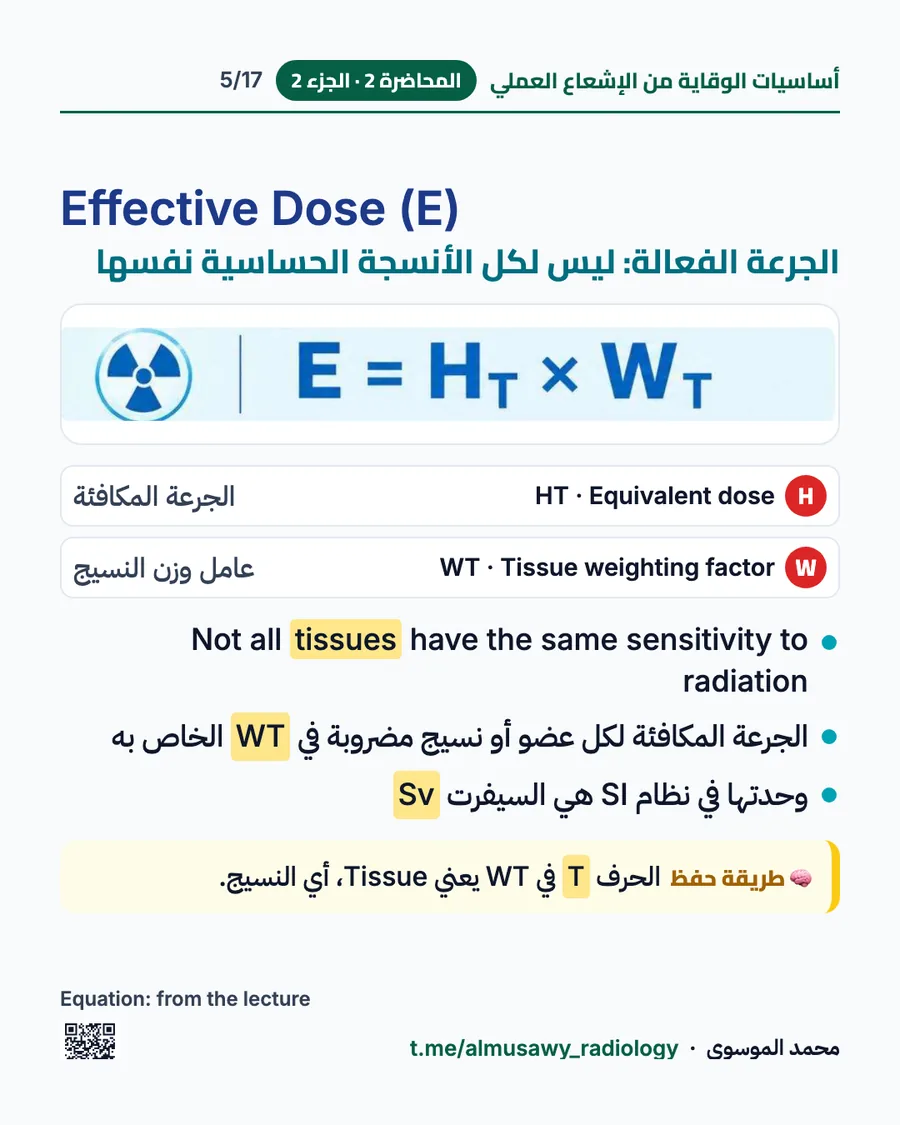 أساسيات الوقاية من الإشعاع العملي المحاضرة 2 · الجزء 2 5/17
Effective Dose (E)
الجرعة الفعالة: ليس لكل الأنسجة الحساسية نفسها
E = HT × WT
H HT · Equivalent dose الجرعة المكافئة
W WT · Tissue weighting factor عامل وزن النسيج
Not all tissues have the same sensitivity to
radiation
الجرعة المكافئة لكل عضو أو نسيج مضروبة في WT الخاص به
وحدتها في نظام SI هي السيفرت Sv
🧠 طريقة حفظ الحرف T في WT يعني Tissue، أي النسيج.
Equation: from the lecture
محمد الموسوي · t.me/almusawy_radiology